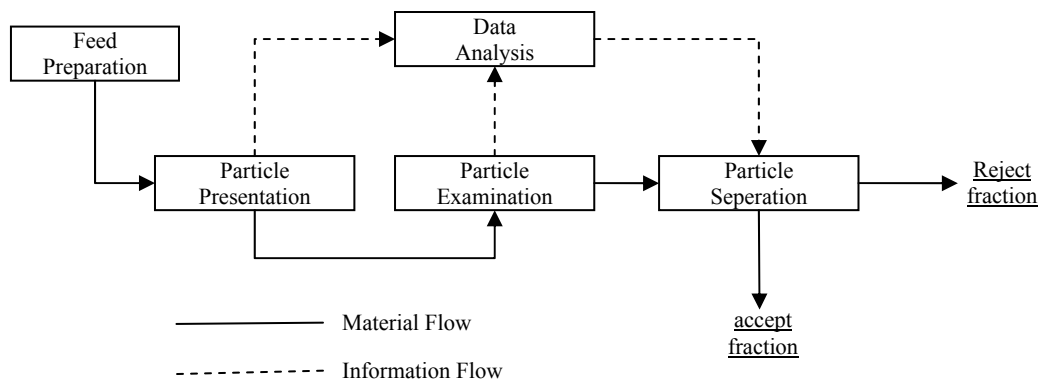 Feed
Preparation
Data
Analysis
Particle
Presentation
Particle
Examination
Particle
Seperation
Reject
fraction
accept
fraction
Material Flow
Information Flow